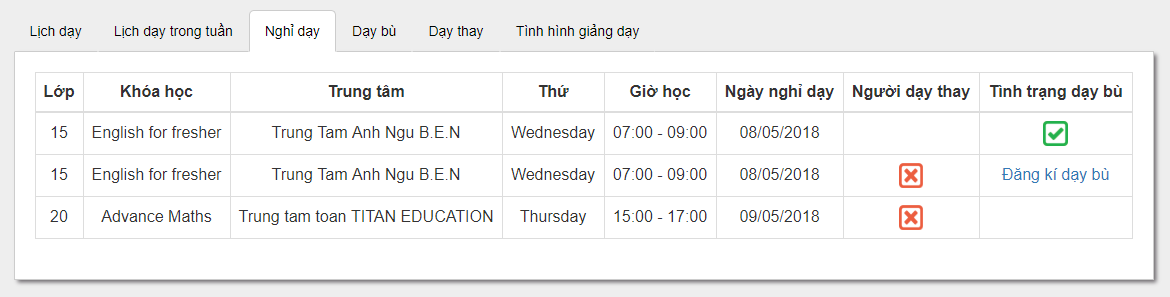 Lịch dạy Lịch dạy trong tuần Nghỉ dạy Dạy bù Dạy thay Tình hình giảng dạy
Lớp Khóa học Trung tâm Thứ Giờ học Ngày nghỉ dạy Người dạy thay Tình trạng dạy bù
15 English for fresher Trung Tam Anh Ngu B.E.N Wednesday 07:00 - 09:00 08/05/2018
15 English for fresher Trung Tam Anh Ngu B.E.N Wednesday 07:00 - 09:00 08/05/2018 Đăng kí dạy bù
20 Advance Maths Trung tam toan TITAN EDUCATION Thursday 15:00 - 17:00 09/05/2018